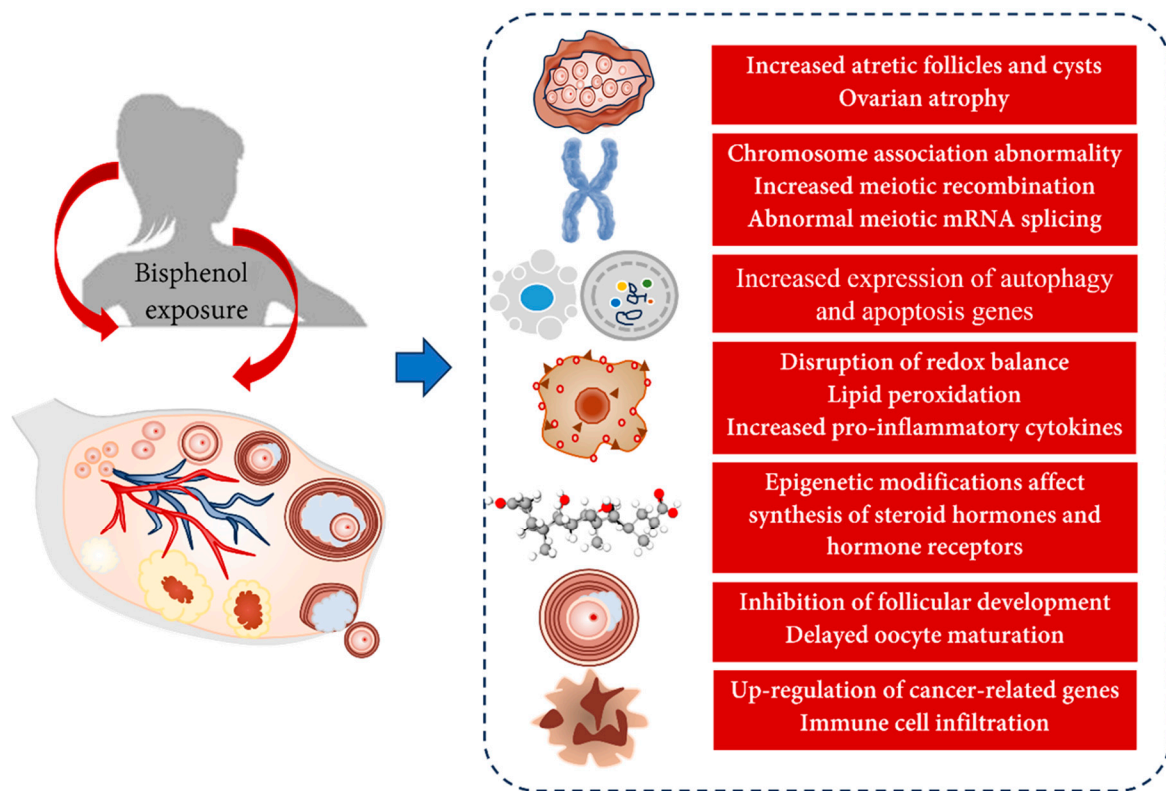 Bisphenol
exposure
Increased atretic follicles and cysts
Ovarian atrophy
Chromosome association abnormality
Increased meiotic recombination
Abnormal meiotic mRNA splicing
Increased expression of autophagy
and apoptosis genes
Disruption of redox balance
Lipid peroxidation
Increased pro-inflammatory cytokines
Epigenetic modifications affect
synthesis of steroid hormones and
hormone receptors
Inhibition of follicular development
Delayed oocyte maturation
Up-regulation of cancer-related genes
Immune cell infiltration